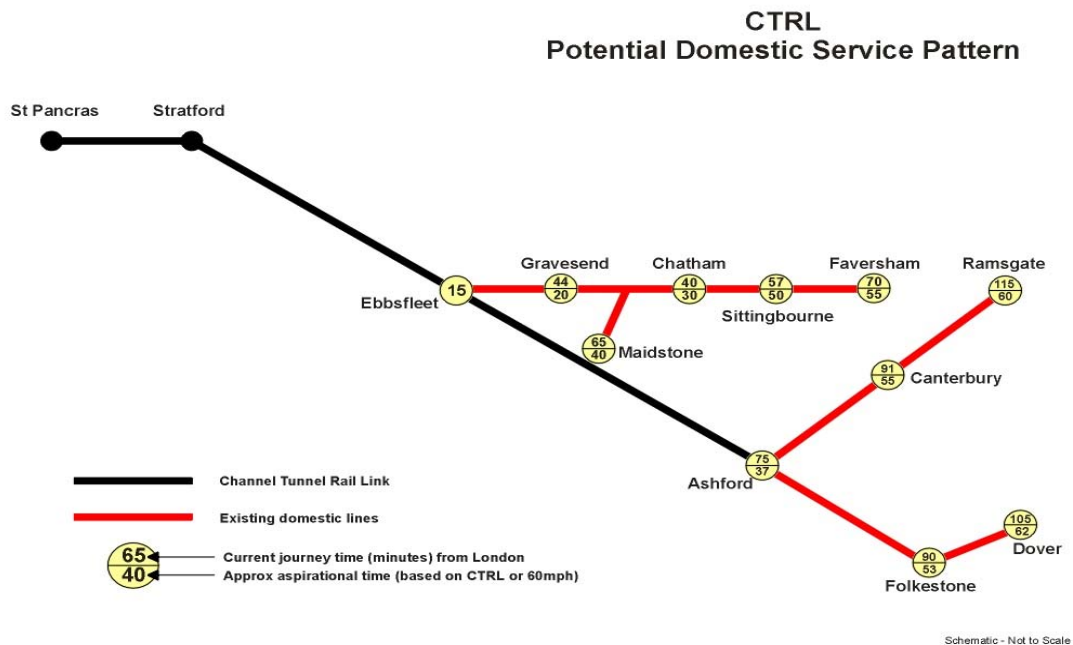 CTRL
Potential Domestic Service Pattern
St Pancras
Stratford
Gravesend
Chatham
Faversham
Ramsgate
44
20
40
30
57
50
70
55
115
60
15
Ebbsfleet
Sittingbourne
65
40
Maidstone
91
55
Canterbury
75
37
Ashford
Channel Tunnel Rail Link
Existing domestic lines
105
62
Dover
65
40
Current journey time (minutes) from London
Approx aspirational time (based on CTRL or 60mph)
90
53
Folkestone
Schematic - Not to Scale